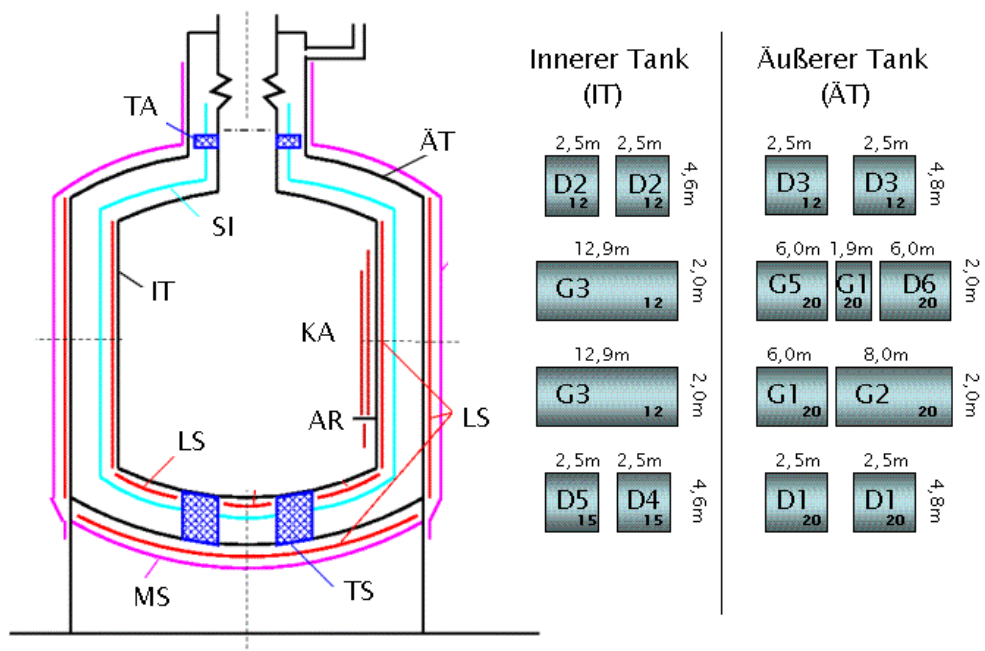 TA
ÄT
SI
IT
KA
AR
LS
LS
MS
TS
Innerer Tank
(IT)
2,5m 2,5m
D2 12 D2 12 4,6m
12,9m
G3 12 2,0m
12,9m
G3 12 2,0m
2,5m 2,5m
D5 15 D4 15 4,6m
Äußerer Tank
(ÄT)
2,5m 2,5m
D3 12 D3 12 4,8m
6,0m 1,9m 6,0m
G5 20 G1 20 D6 20 2,0m
6,0m 8,0m
G1 20 G2 20 2,0m
2,5m 2,5m
D1 20 D1 20 4,8m